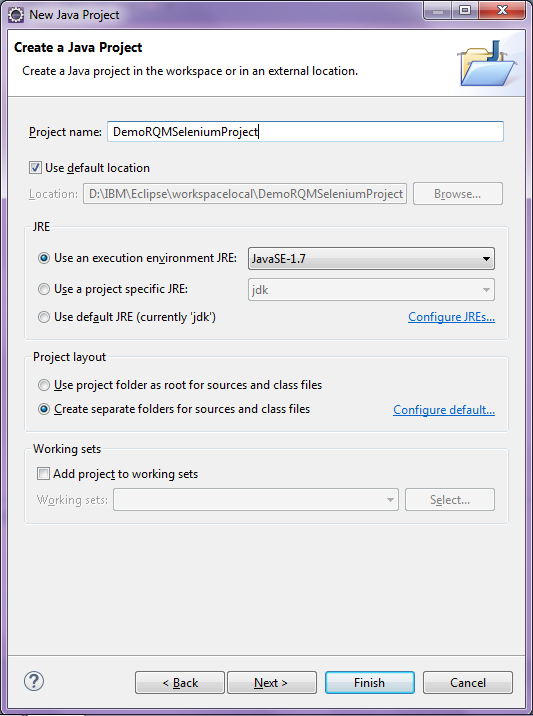 New Java Project
Create a Java Project
Create a Java project in the workspace or in an external location.
Project name: DemoRQMSeleniumProject
Use default location
Location: D:\IBM\Eclipse\workspacelocal\DemoRQMSeleniumProject Browse...
JRE
Use an execution environment JRE: JavaSE-1.7
Use a project specific JRE: jdk
Use default JRE (currently 'jdk') Configure JREs...
Project layout
Use project folder as root for sources and class files
Create separate folders for sources and class files Configure default...
Working sets
Add project to working sets
Working sets: Select...
? < Back Next > Finish Cancel